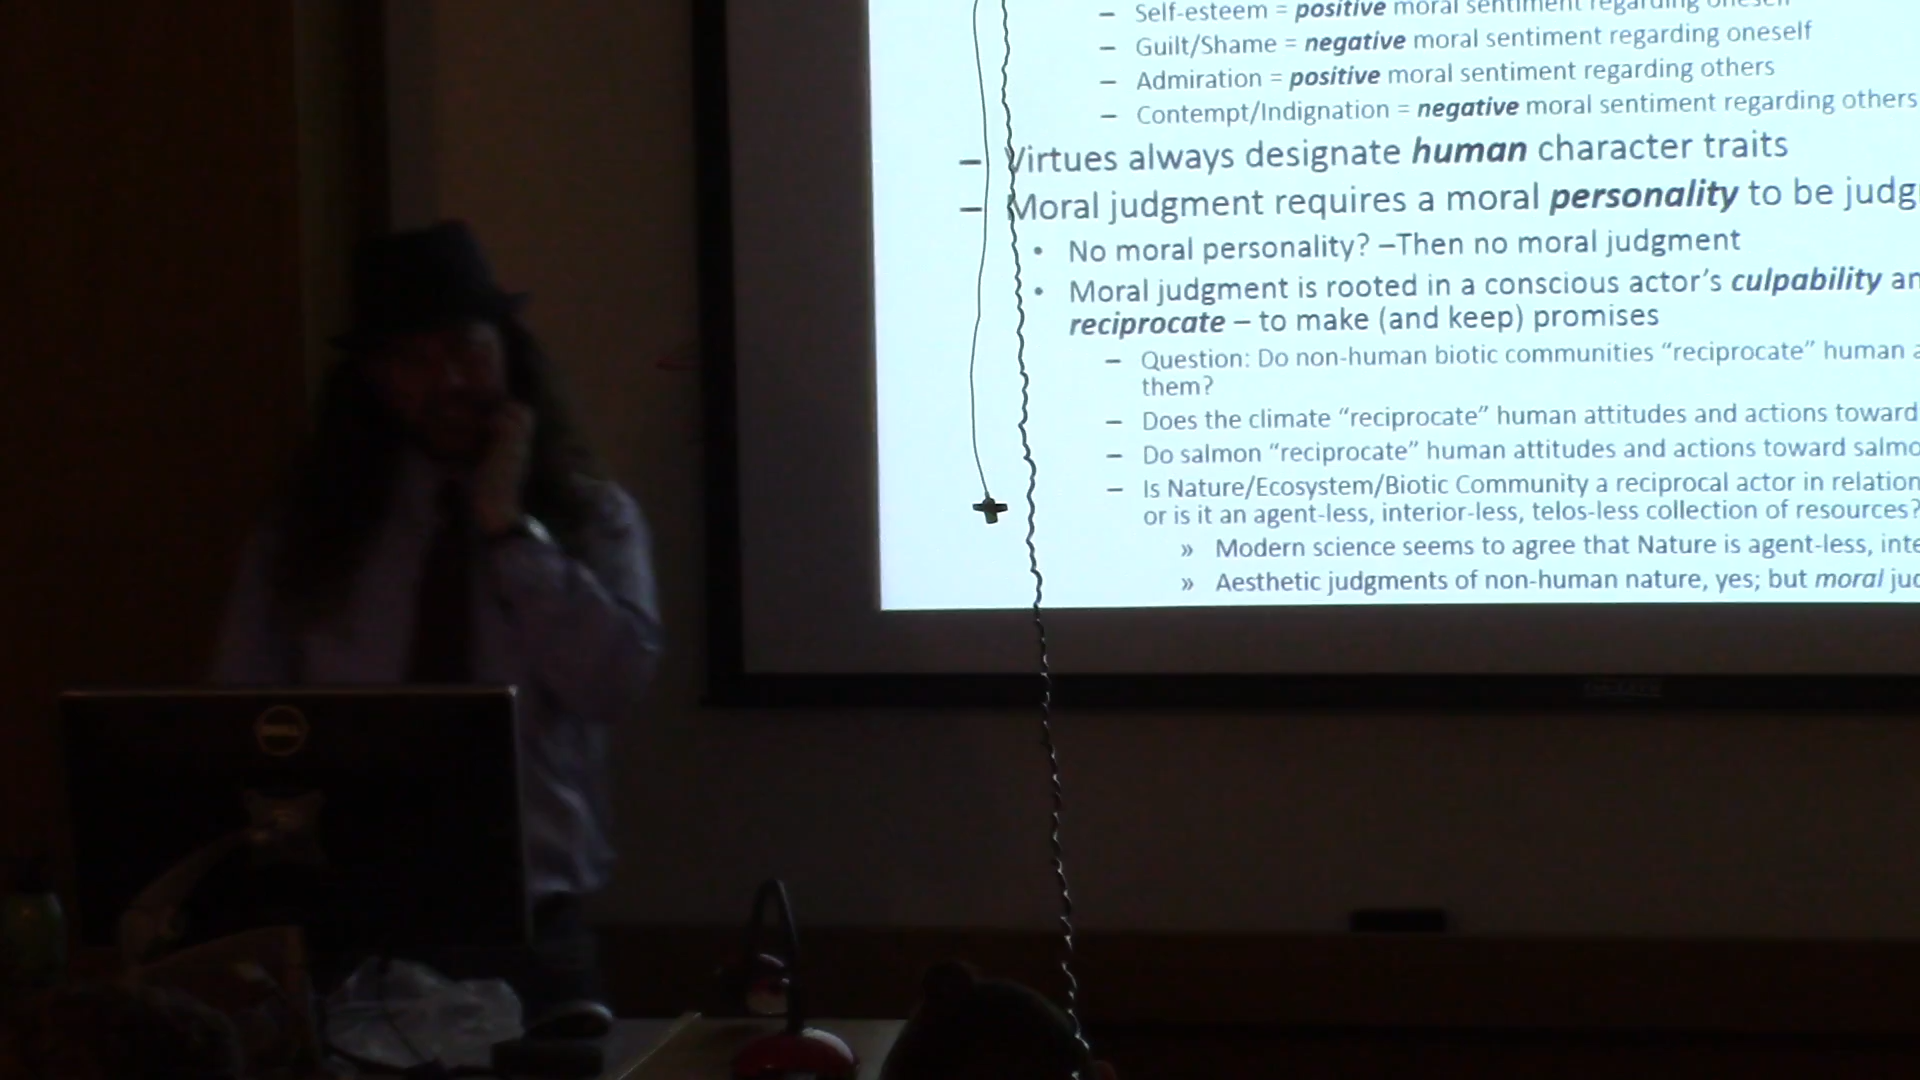 – Self-esteem = positive moral sentiment regarding oneself
– Guilt/Shame = negative moral sentiment regarding oneself
– Admiration = positive moral sentiment regarding others
– Contempt/Indignation = negative moral sentiment regarding others
– Virtues always designate human character traits
– Moral judgment requires a moral personality to be judg
• No moral personality? –Then no moral judgment
• Moral judgment is rooted in a conscious actor’s culpability an
reciprocate – to make (and keep) promises
– Question: Do non-human biotic communities “reciprocate” human a
them?
– Does the climate “reciprocate” human attitudes and actions toward
– Do salmon “reciprocate” human attitudes and actions toward salmo
– Is Nature/Ecosystem/Biotic Community a reciprocal actor in relation
or is it an agent-less, interior-less, telos-less collection of resources?
» Modern science seems to agree that Nature is agent-less, inte
» Aesthetic judgments of non-human nature, yes; but moral jud
DELL